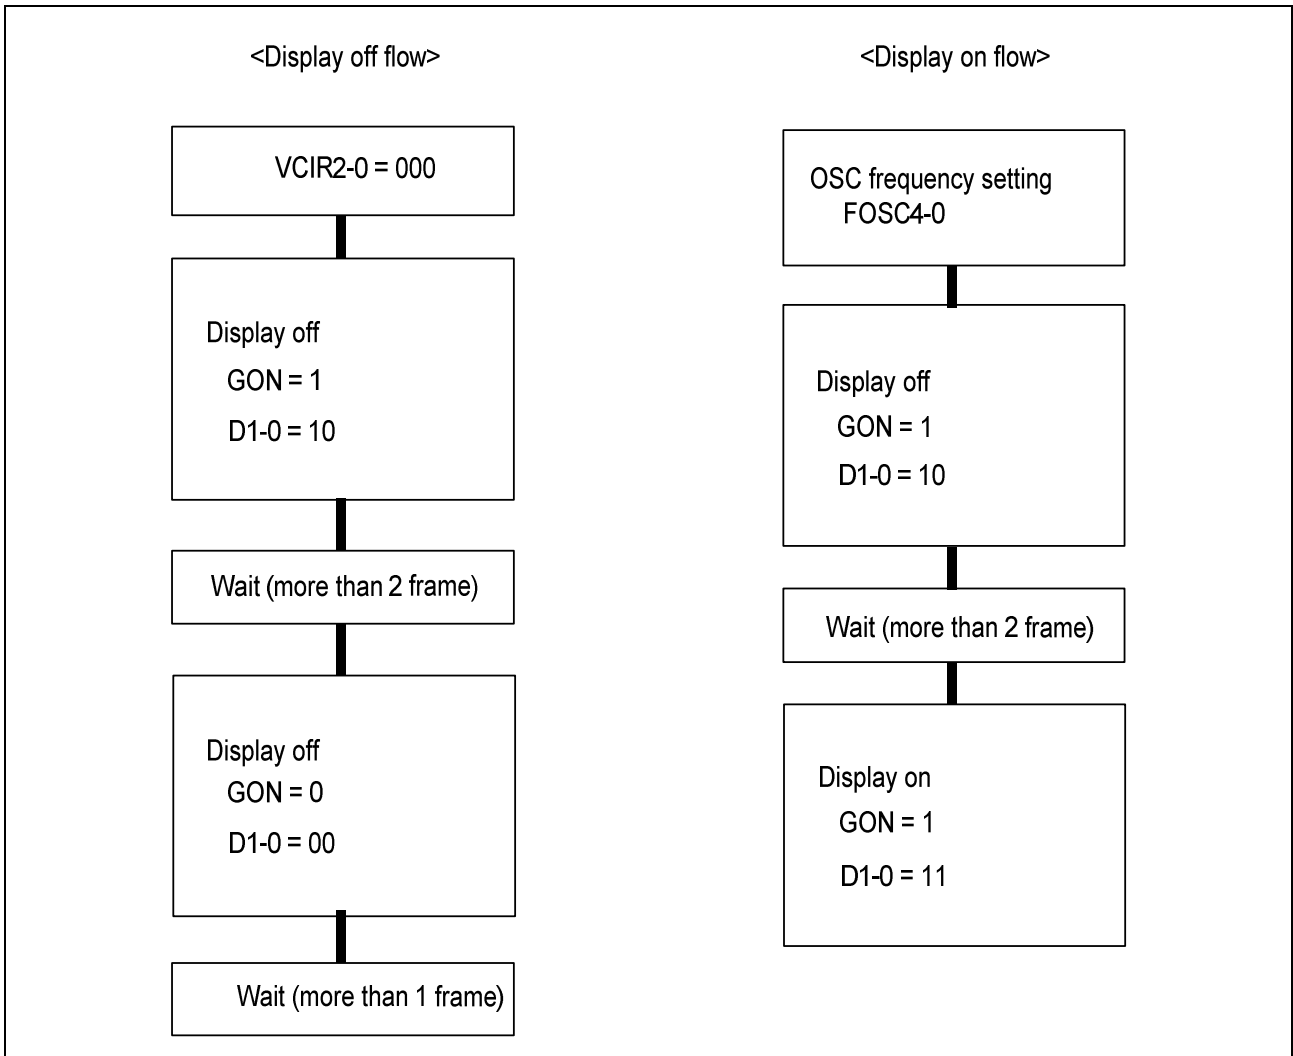 <Display off flow>
VCIR2-0 = 000
Display off
GON = 1
D1-0 = 10
Wait (more than 2 frame)
Display off
GON = 0
D1-0 = 00
Wait (more than 1 frame)
<Display on flow>
OSC frequency setting
FOSC4-0
Display off
GON = 1
D1-0 = 10
Wait (more than 2 frame)
Display on
GON = 1
D1-0 = 11